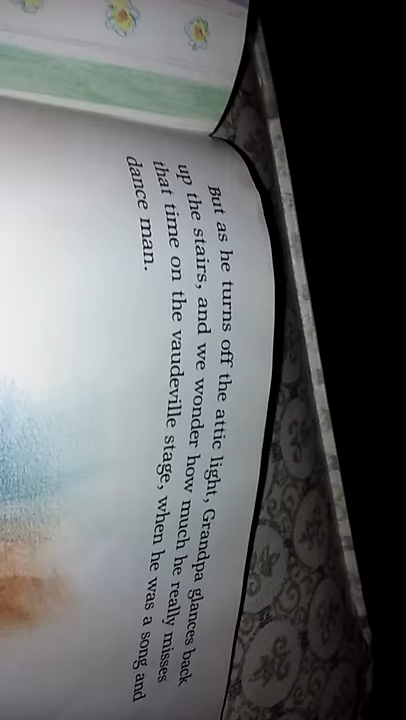 But as he turns off the attic light, Grandpa glances back
up the stairs, and we wonder how much he really misses
that time on the vaudeville stage, when he was a song and
dance man.